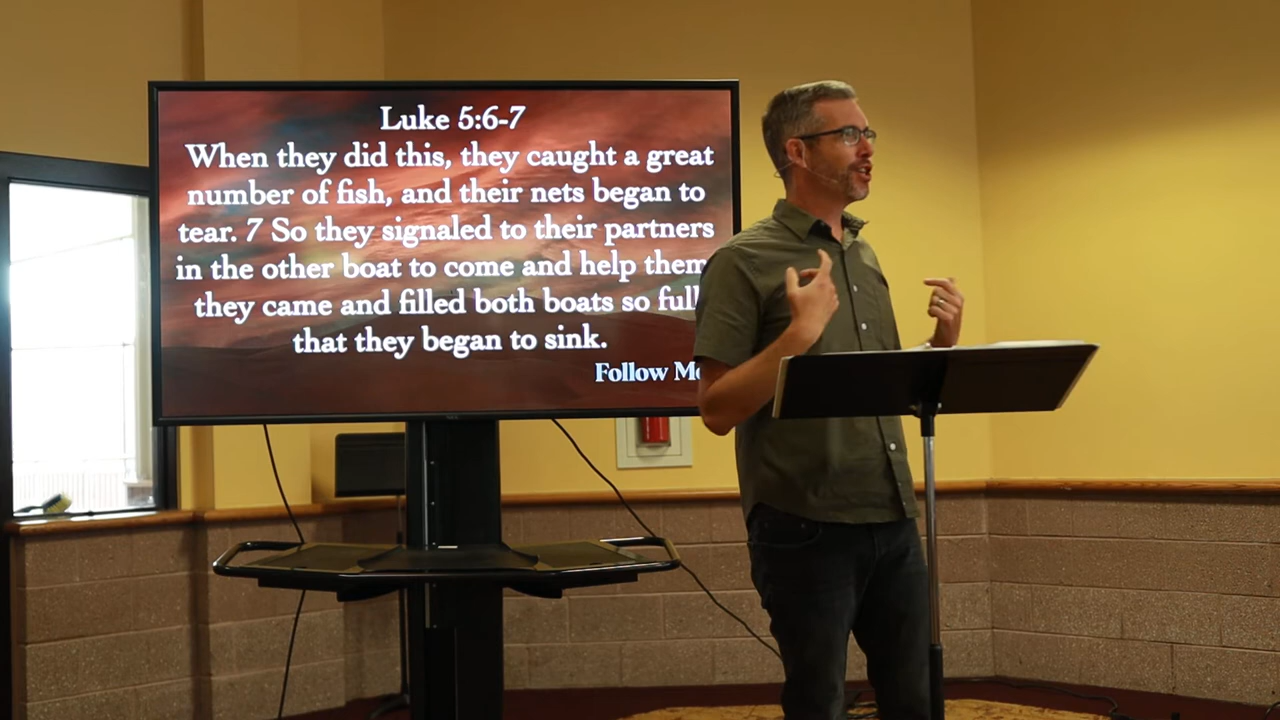 Luke 5:6-7
When they did this, they caught a great
number of fish, and their nets began to
tear. 7 So they signaled to their partners
in the other boat to come and help them
they came and filled both boats so full
that they began to sink.
Follow Me